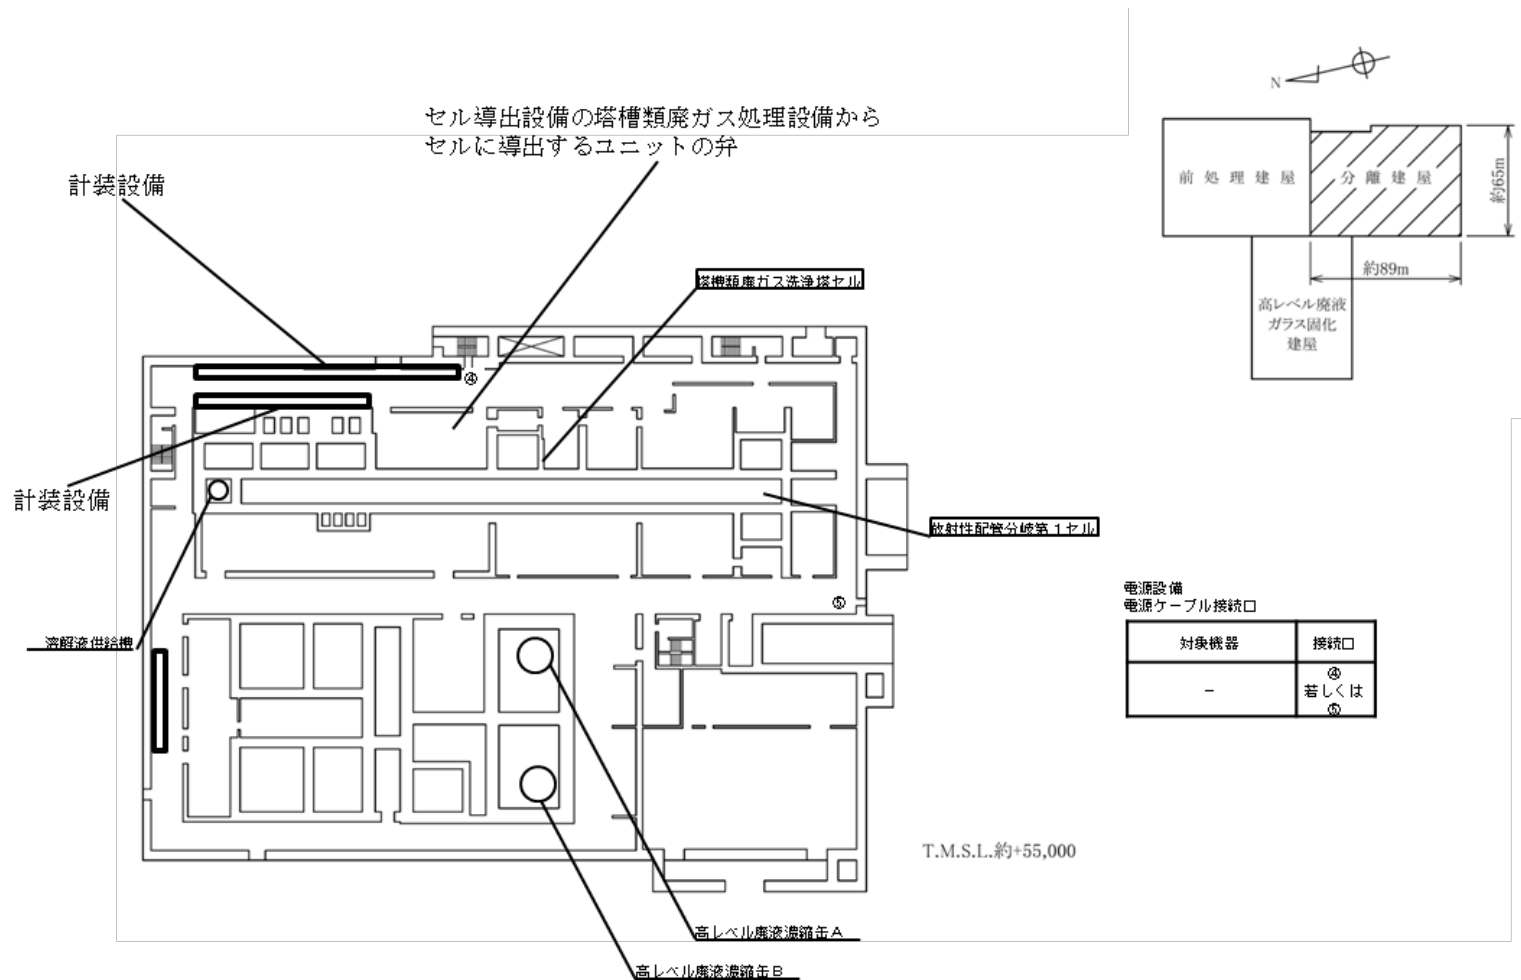 セル導出設備の塔槽類廃ガス処理設備から
セルに導出するユニットの弁
計装設備
塔槽類廃ガス洗浄塔セル
④
計装設備
放射性配管分岐第１セル
⑤
溶解液供給槽
高レベル廃液濃縮缶Ａ
高レベル廃液濃縮缶Ｂ
T.M.S.L.約+55,000
N
前処理建屋
分離建屋
約65m
約89m
高レベル廃液
ガラス固化
建屋
電源設備
電源ケーブル接続口
対象機器 接続口
－ ④
若しくは
⑤